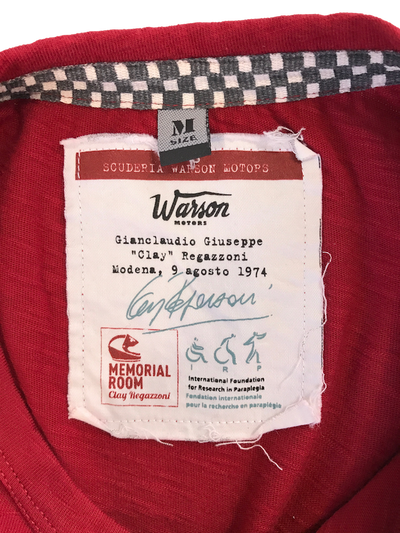 M
SIZE
SCUDERIA WARSON MOTORS
Warson
MOTORS
Gianclaudio Giuseppe
"Clay" Regazzoni
Modena, 9 agosto 1974
MEMORIAL
ROOM
Clay Regazzoni
I R P
International Foundation
for Research in Paraplegia
Fondation internationale
pour la recherche en paraplégie